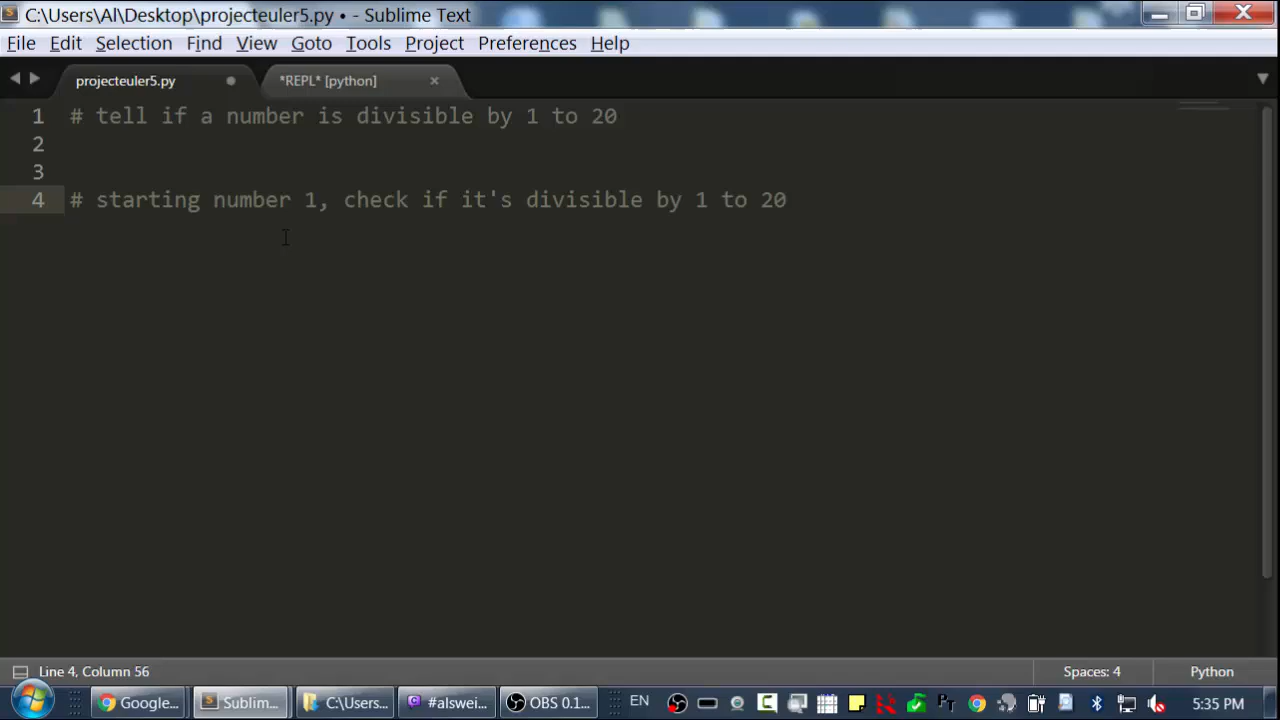 C:\Users\Al\Desktop\projecteuler5.py • - Sublime Text
File Edit Selection Find View Goto Tools Project Preferences Help
projecteuler5.py *REPL* [python]
1 # tell if a number is divisible by 1 to 20
2
3
4 # starting number 1, check if it's divisible by 1 to 20
Line 4, Column 56 Spaces: 4 Python
Google... Sublim... C:\Users... #alswei... OBS 0.1... EN Pr 5:35 PM